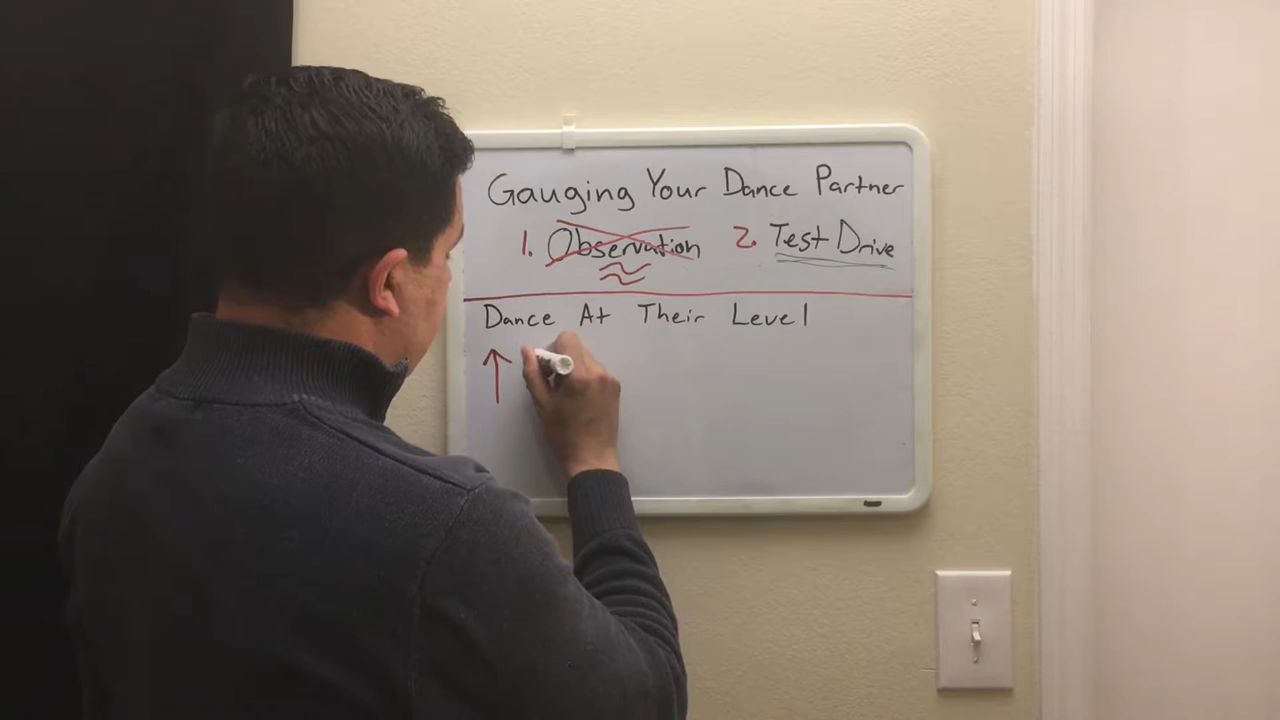 Gauging Your Dance Partner
1. Observation 2. Test Drive
Dance At Their Level